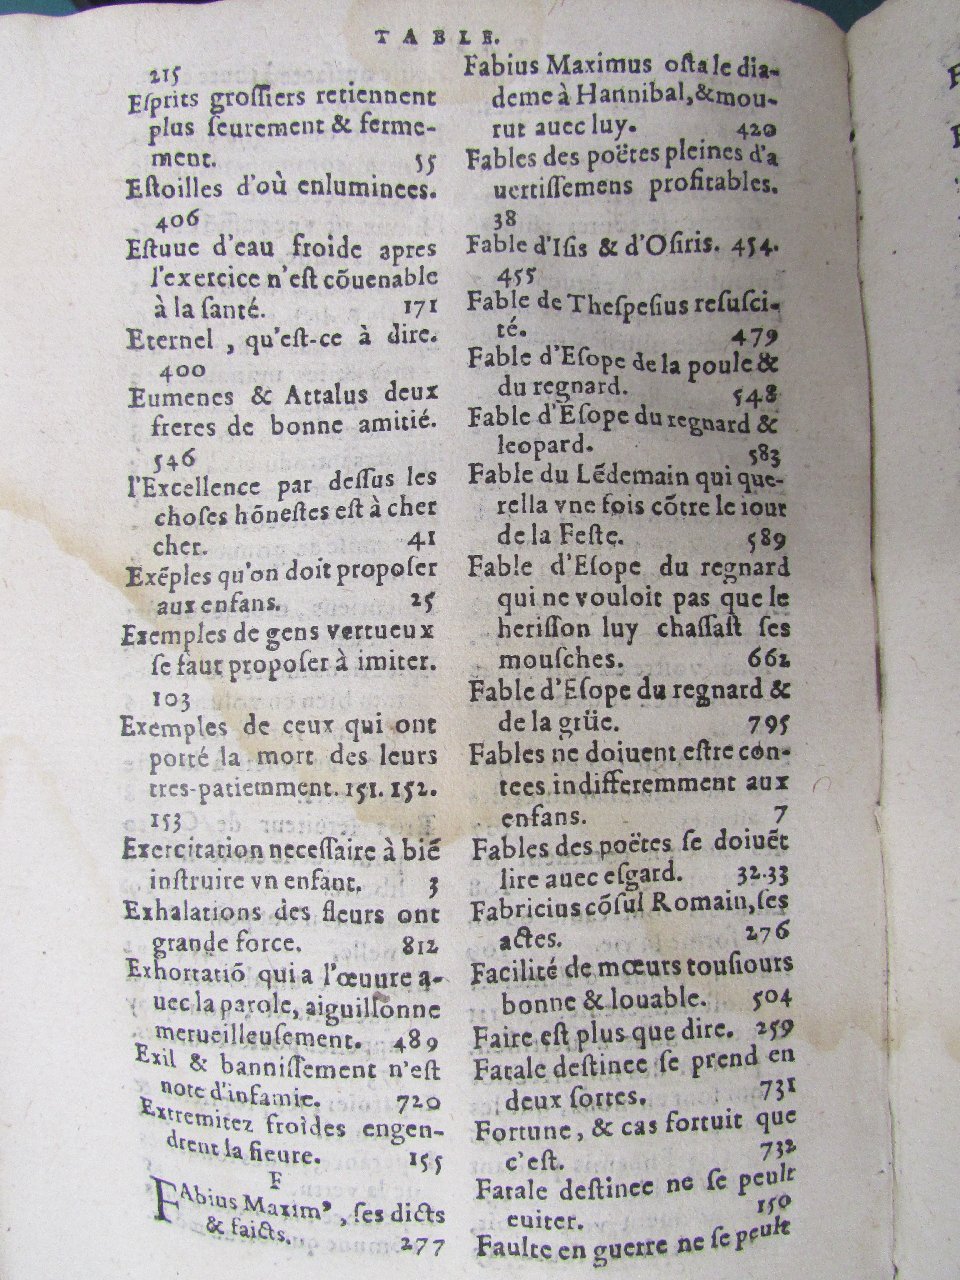 TABLE.
215
Eſprits groſſiers retiennent
plus ſeurement & ferme-
ment. 55
Eſtoilles d'où enluminees.
406
Eſtuue d'eau froide apres
l'exercice n'eſt cõuenable
à la ſanté. 171
Eternel, qu'eſt-ce à dire.
400
Eumenes & Attalus deux
freres de bonne amitié.
546
l'Excellence par deſſus les
choſes hõneſtes eſt à cher
cher. 41
Exẽples qu'on doit propoſer
aux enfans. 25
Exemples de gens vertueux
ſe faut propoſer à imiter.
103
Exemples de ceux qui ont
porté la mort des leurs
tres-patiemment. 151. 152.
153
Exercitation neceſſaire à biẽ
inſtruire vn enfant. 3
Exhalations des fleurs ont
grande force. 812
Exhortatiõ qui a l'œuure a-
uec la parole, aiguillonne
merueilleuſement. 489
Exil & banniſſement n'eſt
note d'infamie. 720
Extremitez froides engen-
drent la fieure. 155
F
FAbius Maximꝰ, ſes dicts
& faicts. 277
Fabius Maximus oſta le dia-
deme à Hannibal, & mou-
rut auec luy. 420
Fables des poëtes pleines d'a
uertiſſemens profitables.
38
Fable d'Iſis & d'Oſiris. 454.
455
Fable de Theſpeſius reſuſci-
té. 479
Fable d'Eſope de la poule &
du regnard. 548
Fable d'Eſope du regnard &
leopard. 583
Fable du Lẽdemain qui que-
rella vne fois cõtre le iour
de la Feſte. 589
Fable d'Eſope du regnard
qui ne vouloit pas que le
heriſſon luy chaſſaſt ſes
mouſches. 662
Fable d'Eſope du regnard &
de la grüe. 795
Fables ne doiuent eſtre con-
tees indifferemment aux
enfans. 7
Fables des poëtes ſe doiuẽt
lire auec eſgard. 32.33
Fabricius cõſul Romain, ſes
actes. 276
Facilité de mœurs touſiours
bonne & louable. 504
Faire eſt plus que dire. 259
Fatale deſtinee ſe prend en
deux ſortes. 731
Fortune, & cas fortuit que
c'eſt. 732
Fatale deſtinee ne ſe peult
euiter. 150
Faulte en guerre ne ſe peult